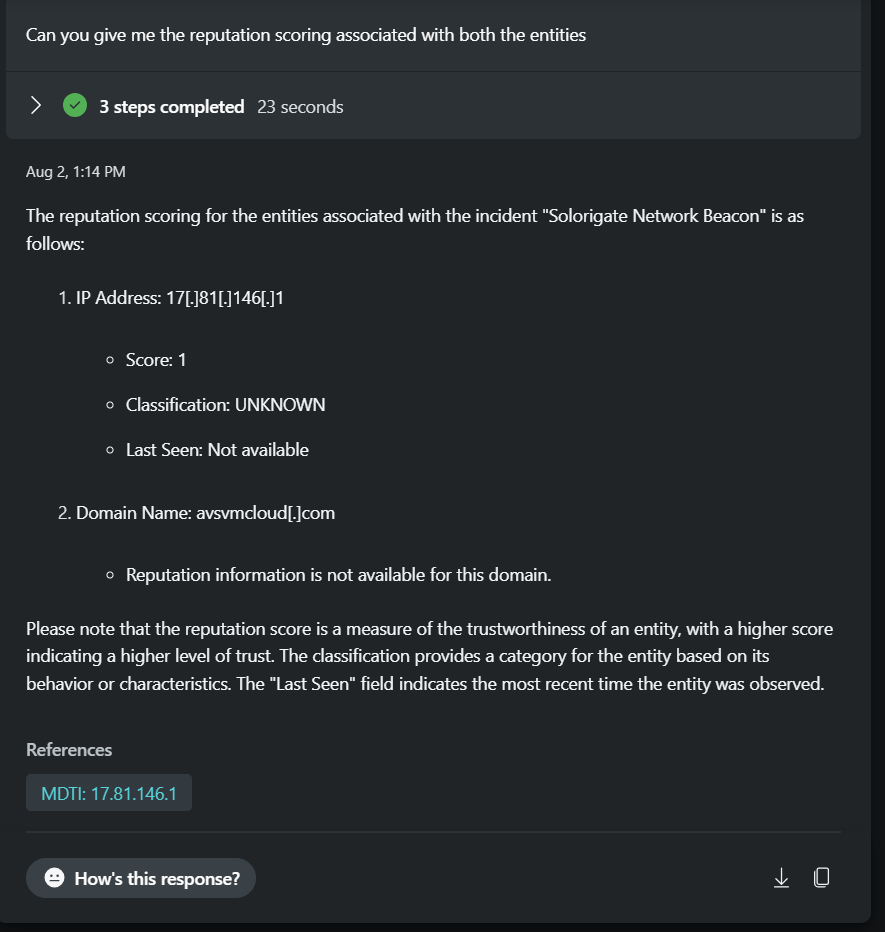 Can you give me the reputation scoring associated with both the entities
3 steps completed 23 seconds
Aug 2, 1:14 PM
The reputation scoring for the entities associated with the incident "Solorigate Network Beacon" is as
follows:
1. IP Address: 17[.]81[.]146[.]1
Score: 1
Classification: UNKNOWN
Last Seen: Not available
2. Domain Name: avsvmcloud[.]com
Reputation information is not available for this domain.
Please note that the reputation score is a measure of the trustworthiness of an entity, with a higher score
indicating a higher level of trust. The classification provides a category for the entity based on its
behavior or characteristics. The "Last Seen" field indicates the most recent time the entity was observed.
References
MDTI: 17.81.146.1
How's this response?